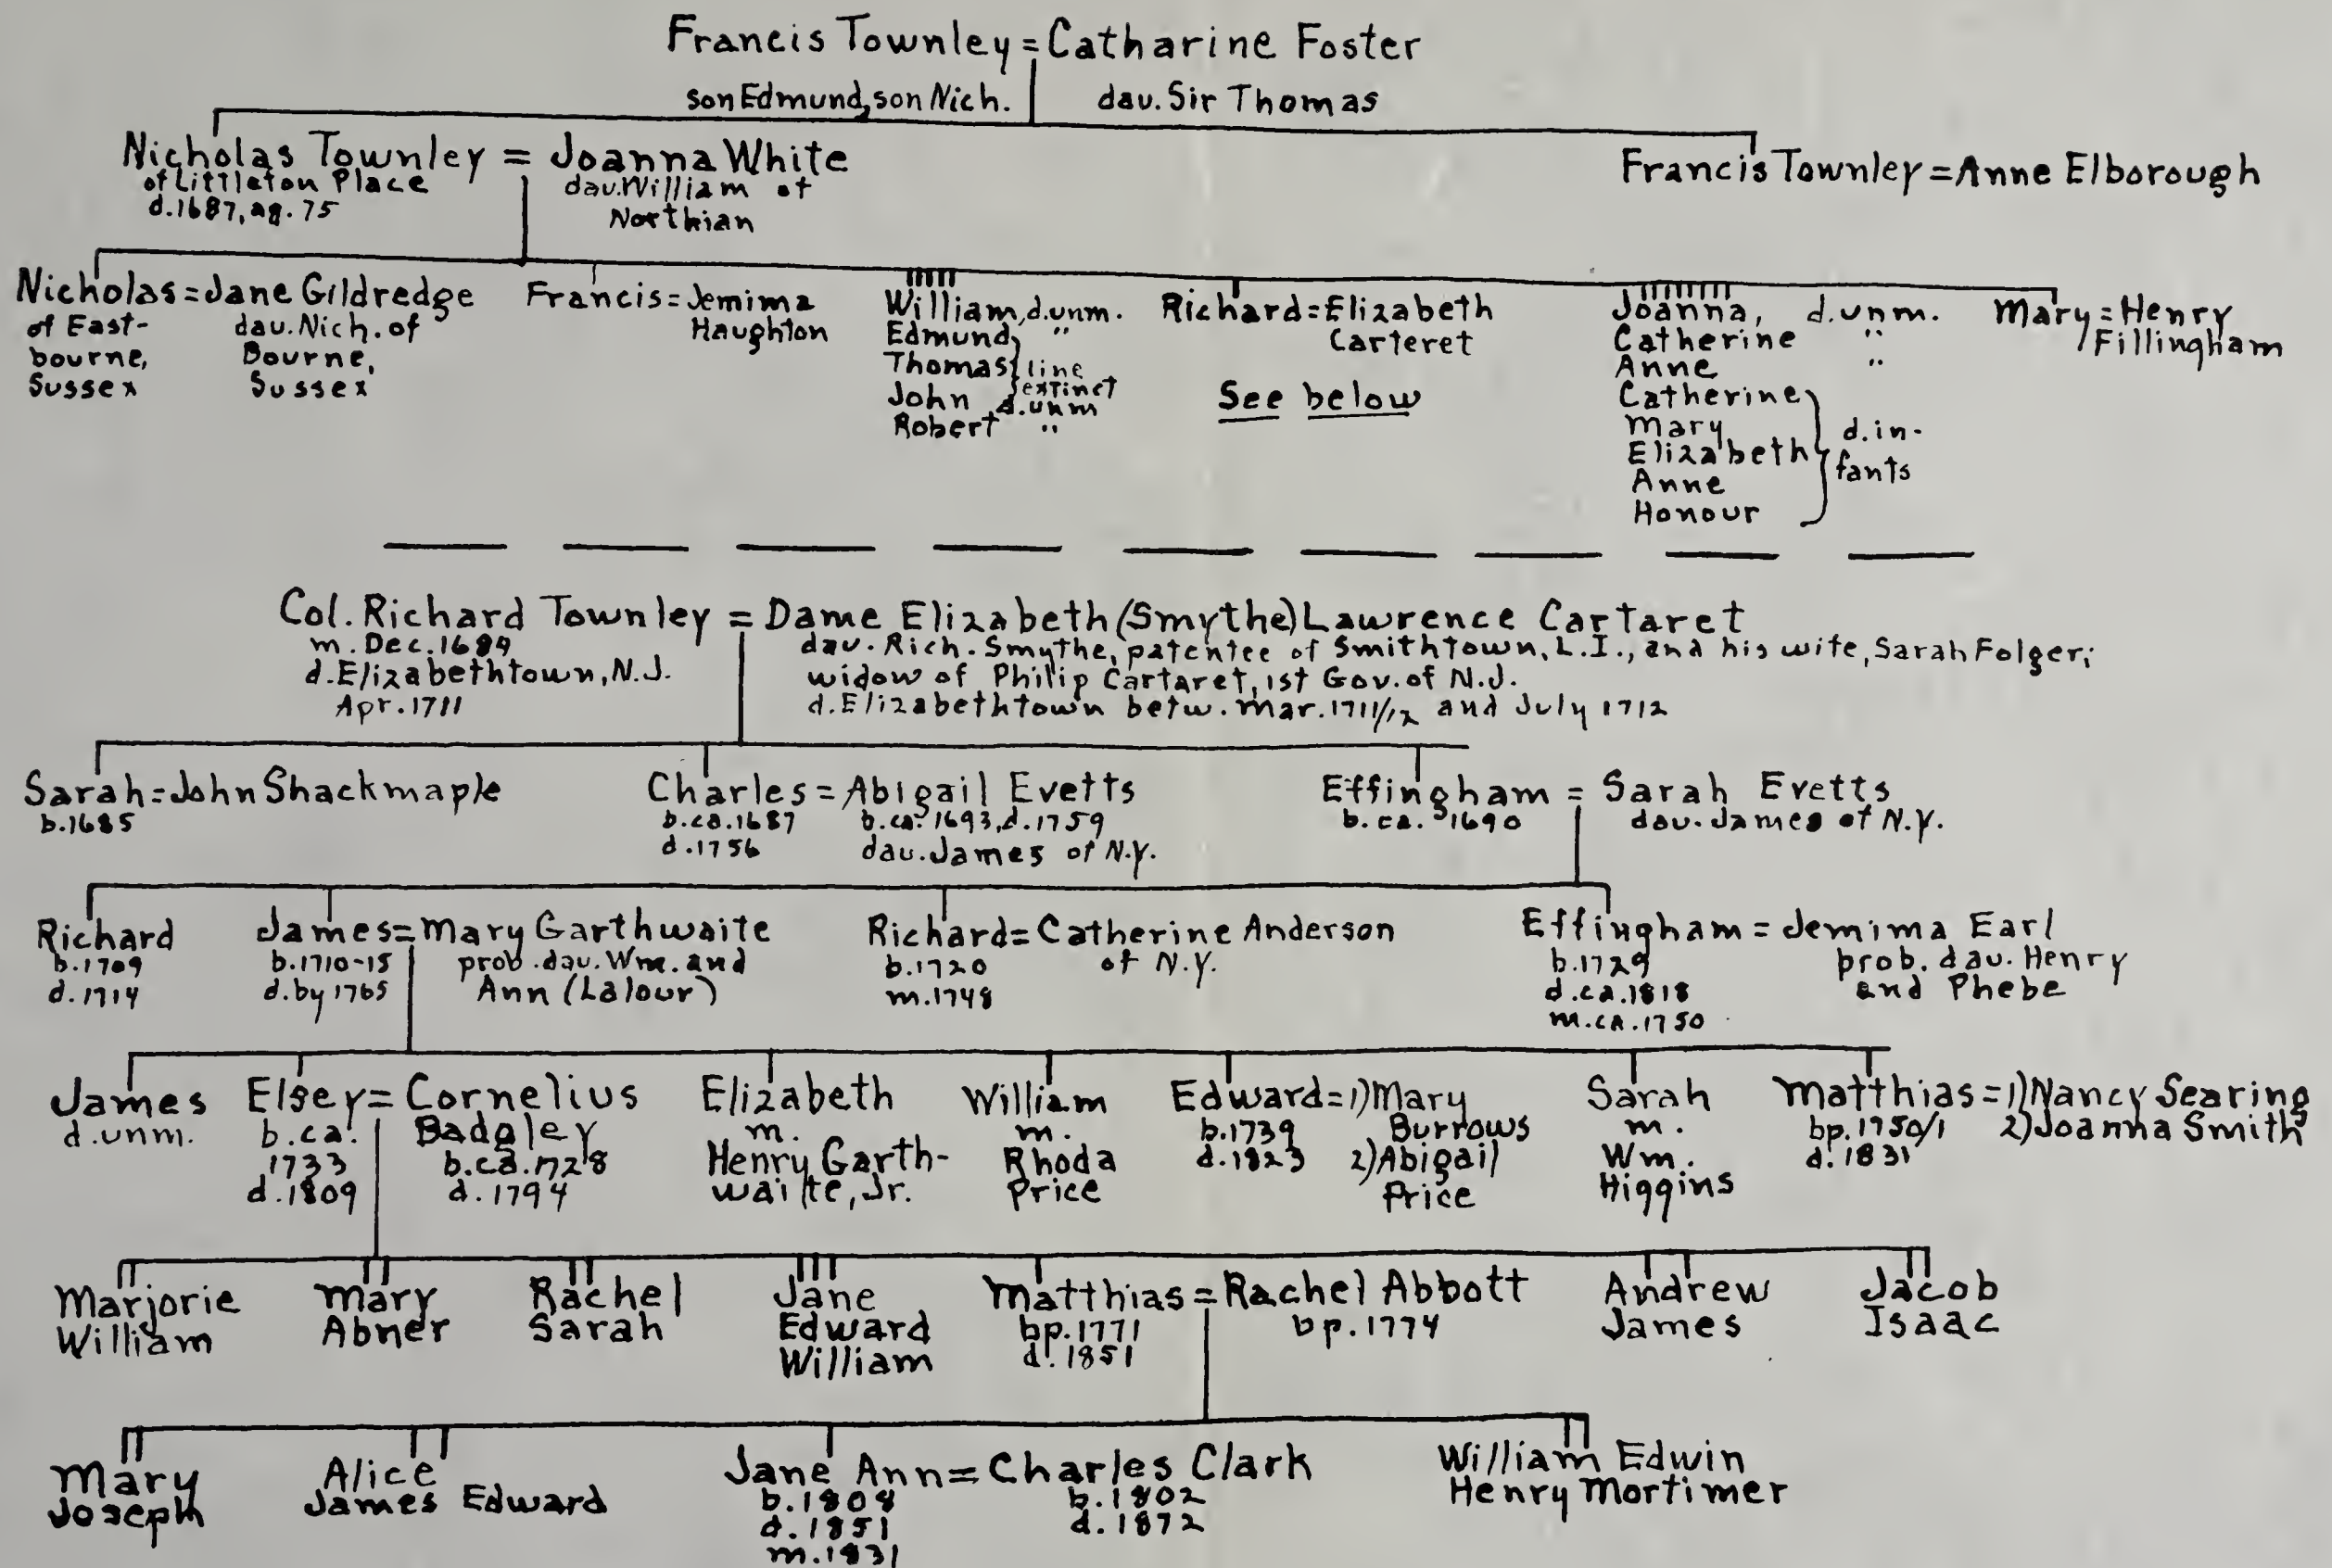 Francis Townley = Catharine Foster
son Edmund, son Nich. dau. Sir Thomas
Nicholas Townley = Joanna White
of Littleton Place
d. 1687, ag. 75
dau. William of
Northian
Francis Townley = Anne Elborough
Nicholas = Jane Gildredge
of East-
bourne,
Sussex
dau. Nich. of
Bourne,
Sussex
Francis = Jemima
Haughton
William, d. unm.
Edmund, "
Thomas } line
John } extinct
d. unm
Robert "
Richard = Elizabeth
Carteret
See below
Joanna, d. unm.
Catherine "
Anne "
Catherine
Mary
Elizabeth
Anne
Honour
} d. in-
fants
Mary = Henry
Fillingham
Col. Richard Townley = Dame Elizabeth (Smythe) Lawrence Cartaret
m. Dec. 1684
d. Elizabethtown, N.J.
Apr. 1711
dau. Rich. Smythe, patentee of Smithtown, L.I., and his wife, Sarah Folger;
widow of Philip Cartaret, 1st Gov. of N.J.
d. Elizabethtown betw. Mar. 1711/12 and July 1712
Sarah = John Shackmaple
b. 1685
Charles = Abigail Evetts
b. ca. 1687
d. 1756
b. ca. 1693, d. 1759
dau. James of N.Y.
Effingham = Sarah Evetts
b. ca. 1690
dau. James of N.Y.
Richard
b. 1709
d. 1714
James = Mary Garthwaite
b. 1710-15
d. by 1765
prob. dau. Wm. and
Ann (Lalour)
Richard = Catherine Anderson
b. 1720
m. 1748
of N.Y.
Effingham = Jemima Earl
b. 1729
d. ca. 1818
m. ca. 1750
prob. dau. Henry
and Phebe
James
d. unm.
Elsey = Cornelius
Badgley
b. ca.
1733
d. 1809
b. ca. 1728
d. 1794
Elizabeth
m.
Henry Garth-
waite, Jr.
William
m.
Rhoda
Price
Edward = 1) Mary
Burrows
b. 1739
d. 1823
2) Abigail
Price
Sarah
m.
Wm.
Higgins
Matthias = 1) Nancy Searing
bp. 1750/1 2) Joanna Smith
d. 1831
Marjorie
William
Mary
Abner
Rachel
Sarah
Jane
Edward
William
Matthias = Rachel Abbott
bp. 1771
d. 1851
bp. 1774
Andrew
James
Jacob
Isaac
Mary
Joseph
Alice
James Edward
Jane Ann = Charles Clark
b. 1808
d. 1851
m. 1831
b. 1802
d. 1872
William Edwin
Henry Mortimer